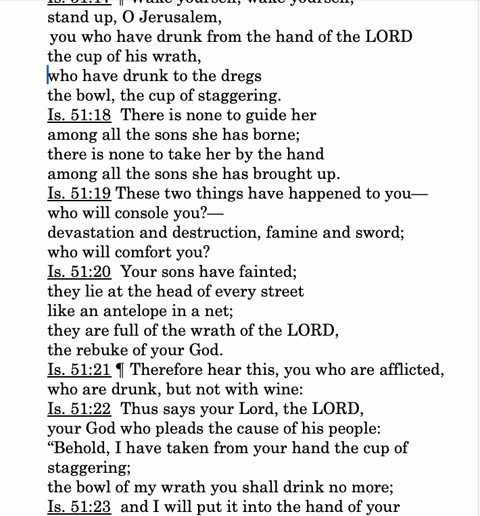 Is. 51:17 ¶ Wake yourself, wake yourself,
stand up, O Jerusalem,
you who have drunk from the hand of the LORD
the cup of his wrath,
who have drunk to the dregs
the bowl, the cup of staggering.
Is. 51:18 There is none to guide her
among all the sons she has borne;
there is none to take her by the hand
among all the sons she has brought up.
Is. 51:19 These two things have happened to you—
who will console you?—
devastation and destruction, famine and sword;
who will comfort you?
Is. 51:20 Your sons have fainted;
they lie at the head of every street
like an antelope in a net;
they are full of the wrath of the LORD,
the rebuke of your God.
Is. 51:21 ¶ Therefore hear this, you who are afflicted,
who are drunk, but not with wine:
Is. 51:22 Thus says your Lord, the LORD,
your God who pleads the cause of his people:
“Behold, I have taken from your hand the cup of
staggering;
the bowl of my wrath you shall drink no more;
Is. 51:23 and I will put it into the hand of your